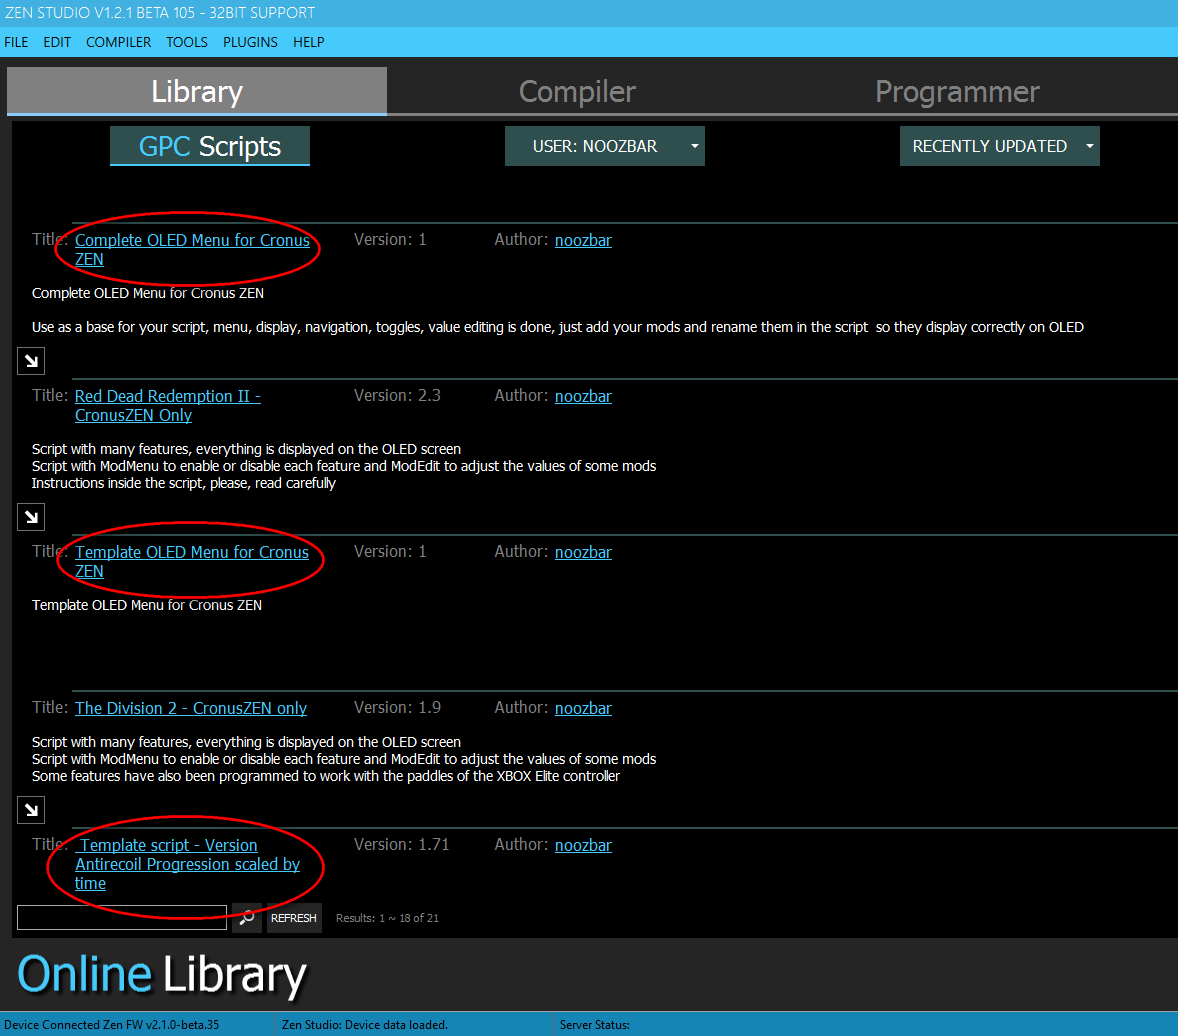 ZEN STUDIO V1.2.1 BETA 105 - 32BIT SUPPORT
FILE EDIT COMPILER TOOLS PLUGINS HELP
Library Compiler Programmer
GPC Scripts USER: NOOZBAR RECENTLY UPDATED
Title: Complete OLED Menu for Cronus Version: 1 Author: noozbar
ZEN
Complete OLED Menu for Cronus ZEN
Use as a base for your script, menu, display, navigation, toggles, value editing is done, just add your mods and rename them in the script  so they display correctly on OLED
Title: Red Dead Redemption II - Version: 2.3 Author: noozbar
CronusZEN Only
Script with many features, everything is displayed on the OLED screen
Script with ModMenu to enable or disable each feature and ModEdit to adjust the values of some mods
Instructions inside the script, please, read carefully
Title: Template OLED Menu for Cronus Version: 1 Author: noozbar
ZEN
Template OLED Menu for Cronus ZEN
Title: The Division 2 - CronusZEN only Version: 1.9 Author: noozbar
Script with many features, everything is displayed on the OLED screen
Script with ModMenu to enable or disable each feature and ModEdit to adjust the values of some mods
Some features have also been programmed to work with the paddles of the XBOX Elite controller
Title: Template script - Version Version: 1.71 Author: noozbar
Antirecoil Progression scaled by
time
REFRESH Results: 1 ~ 18 of 21
Online Library
Device Connected Zen FW v2.1.0-beta.35 Zen Studio: Device data loaded. Server Status: